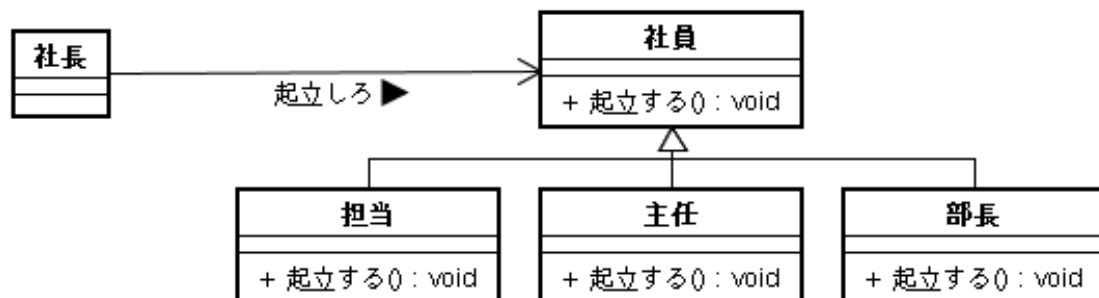 社長
起立しろ ▶
社員
+ 起立する() : void
担当
+ 起立する() : void
主任
+ 起立する() : void
部長
+ 起立する() : void